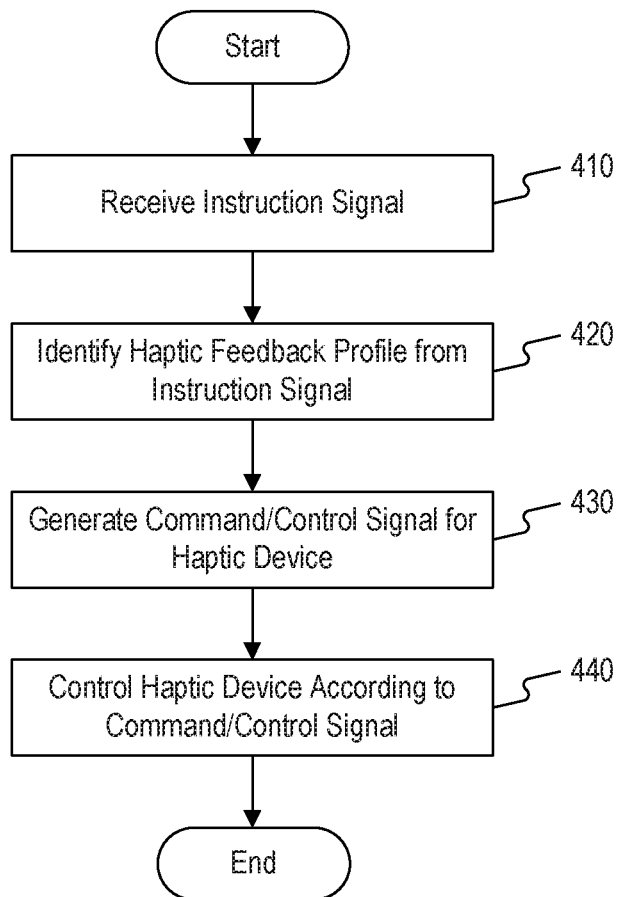 Start
410
Receive Instruction Signal
420
Identify Haptic Feedback Profile from
Instruction Signal
430
Generate Command/Control Signal for
Haptic Device
440
Control Haptic Device According to
Command/Control Signal
End